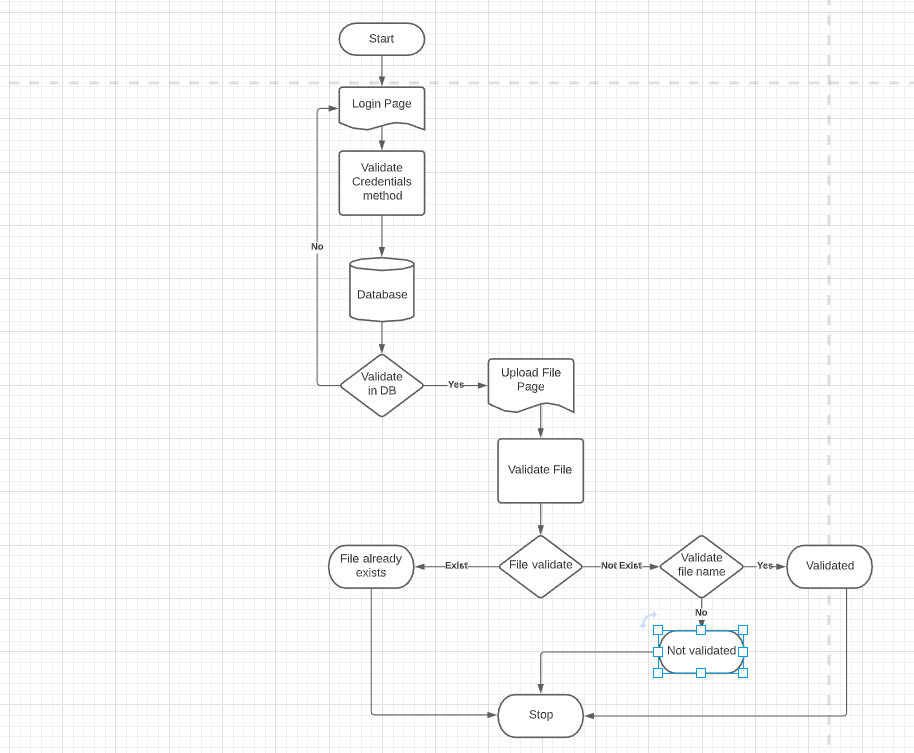 Start
Login Page
Validate
Credentials
method
No
Database
Validate
in DB
Yes
Upload File
Page
Validate File
File already
exists
Exist
File validate
Not Exist
Validate
file name
Yes
Validated
No
Not validated
Stop